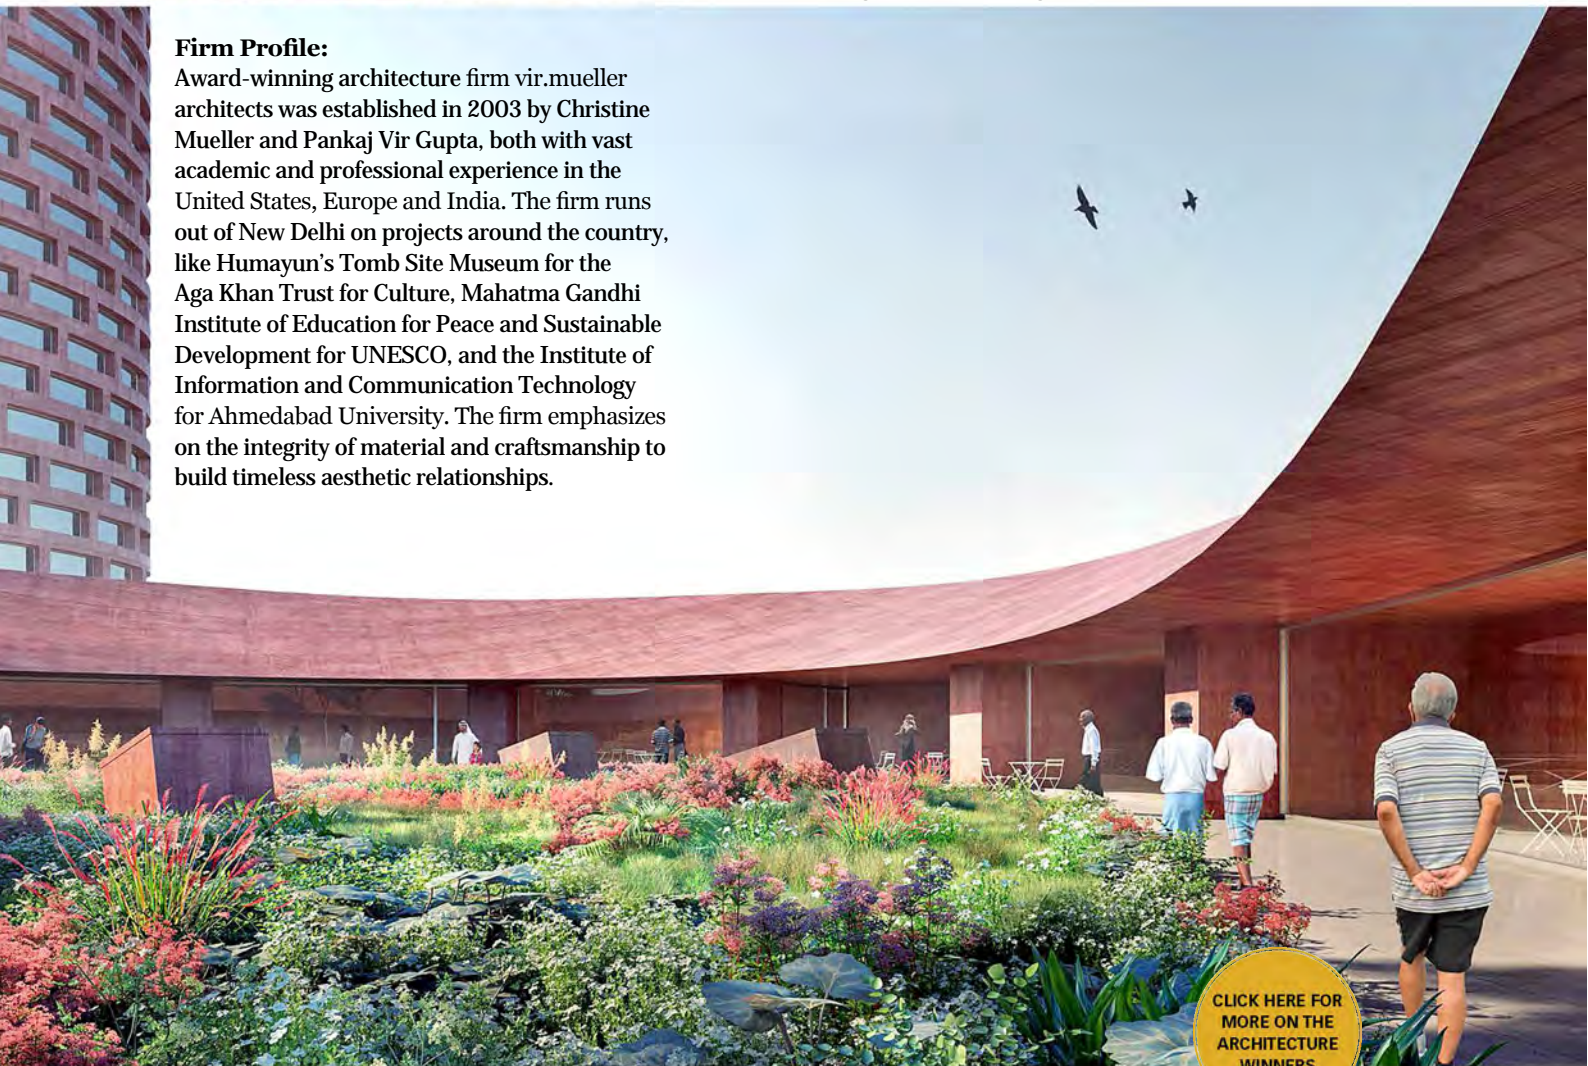 Firm Profile:
Award-winning architecture firm vir.mueller
architects was established in 2003 by Christine
Mueller and Pankaj Vir Gupta, both with vast
academic and professional experience in the
United States, Europe and India. The firm runs
out of New Delhi on projects around the country,
like Humayun’s Tomb Site Museum for the
Aga Khan Trust for Culture, Mahatma Gandhi
Institute of Education for Peace and Sustainable
Development for UNESCO, and the Institute of
Information and Communication Technology
for Ahmedabad University. The firm emphasizes
on the integrity of material and craftsmanship to
build timeless aesthetic relationships.
CLICK HERE FOR
MORE ON THE
ARCHITECTURE
WINNERS